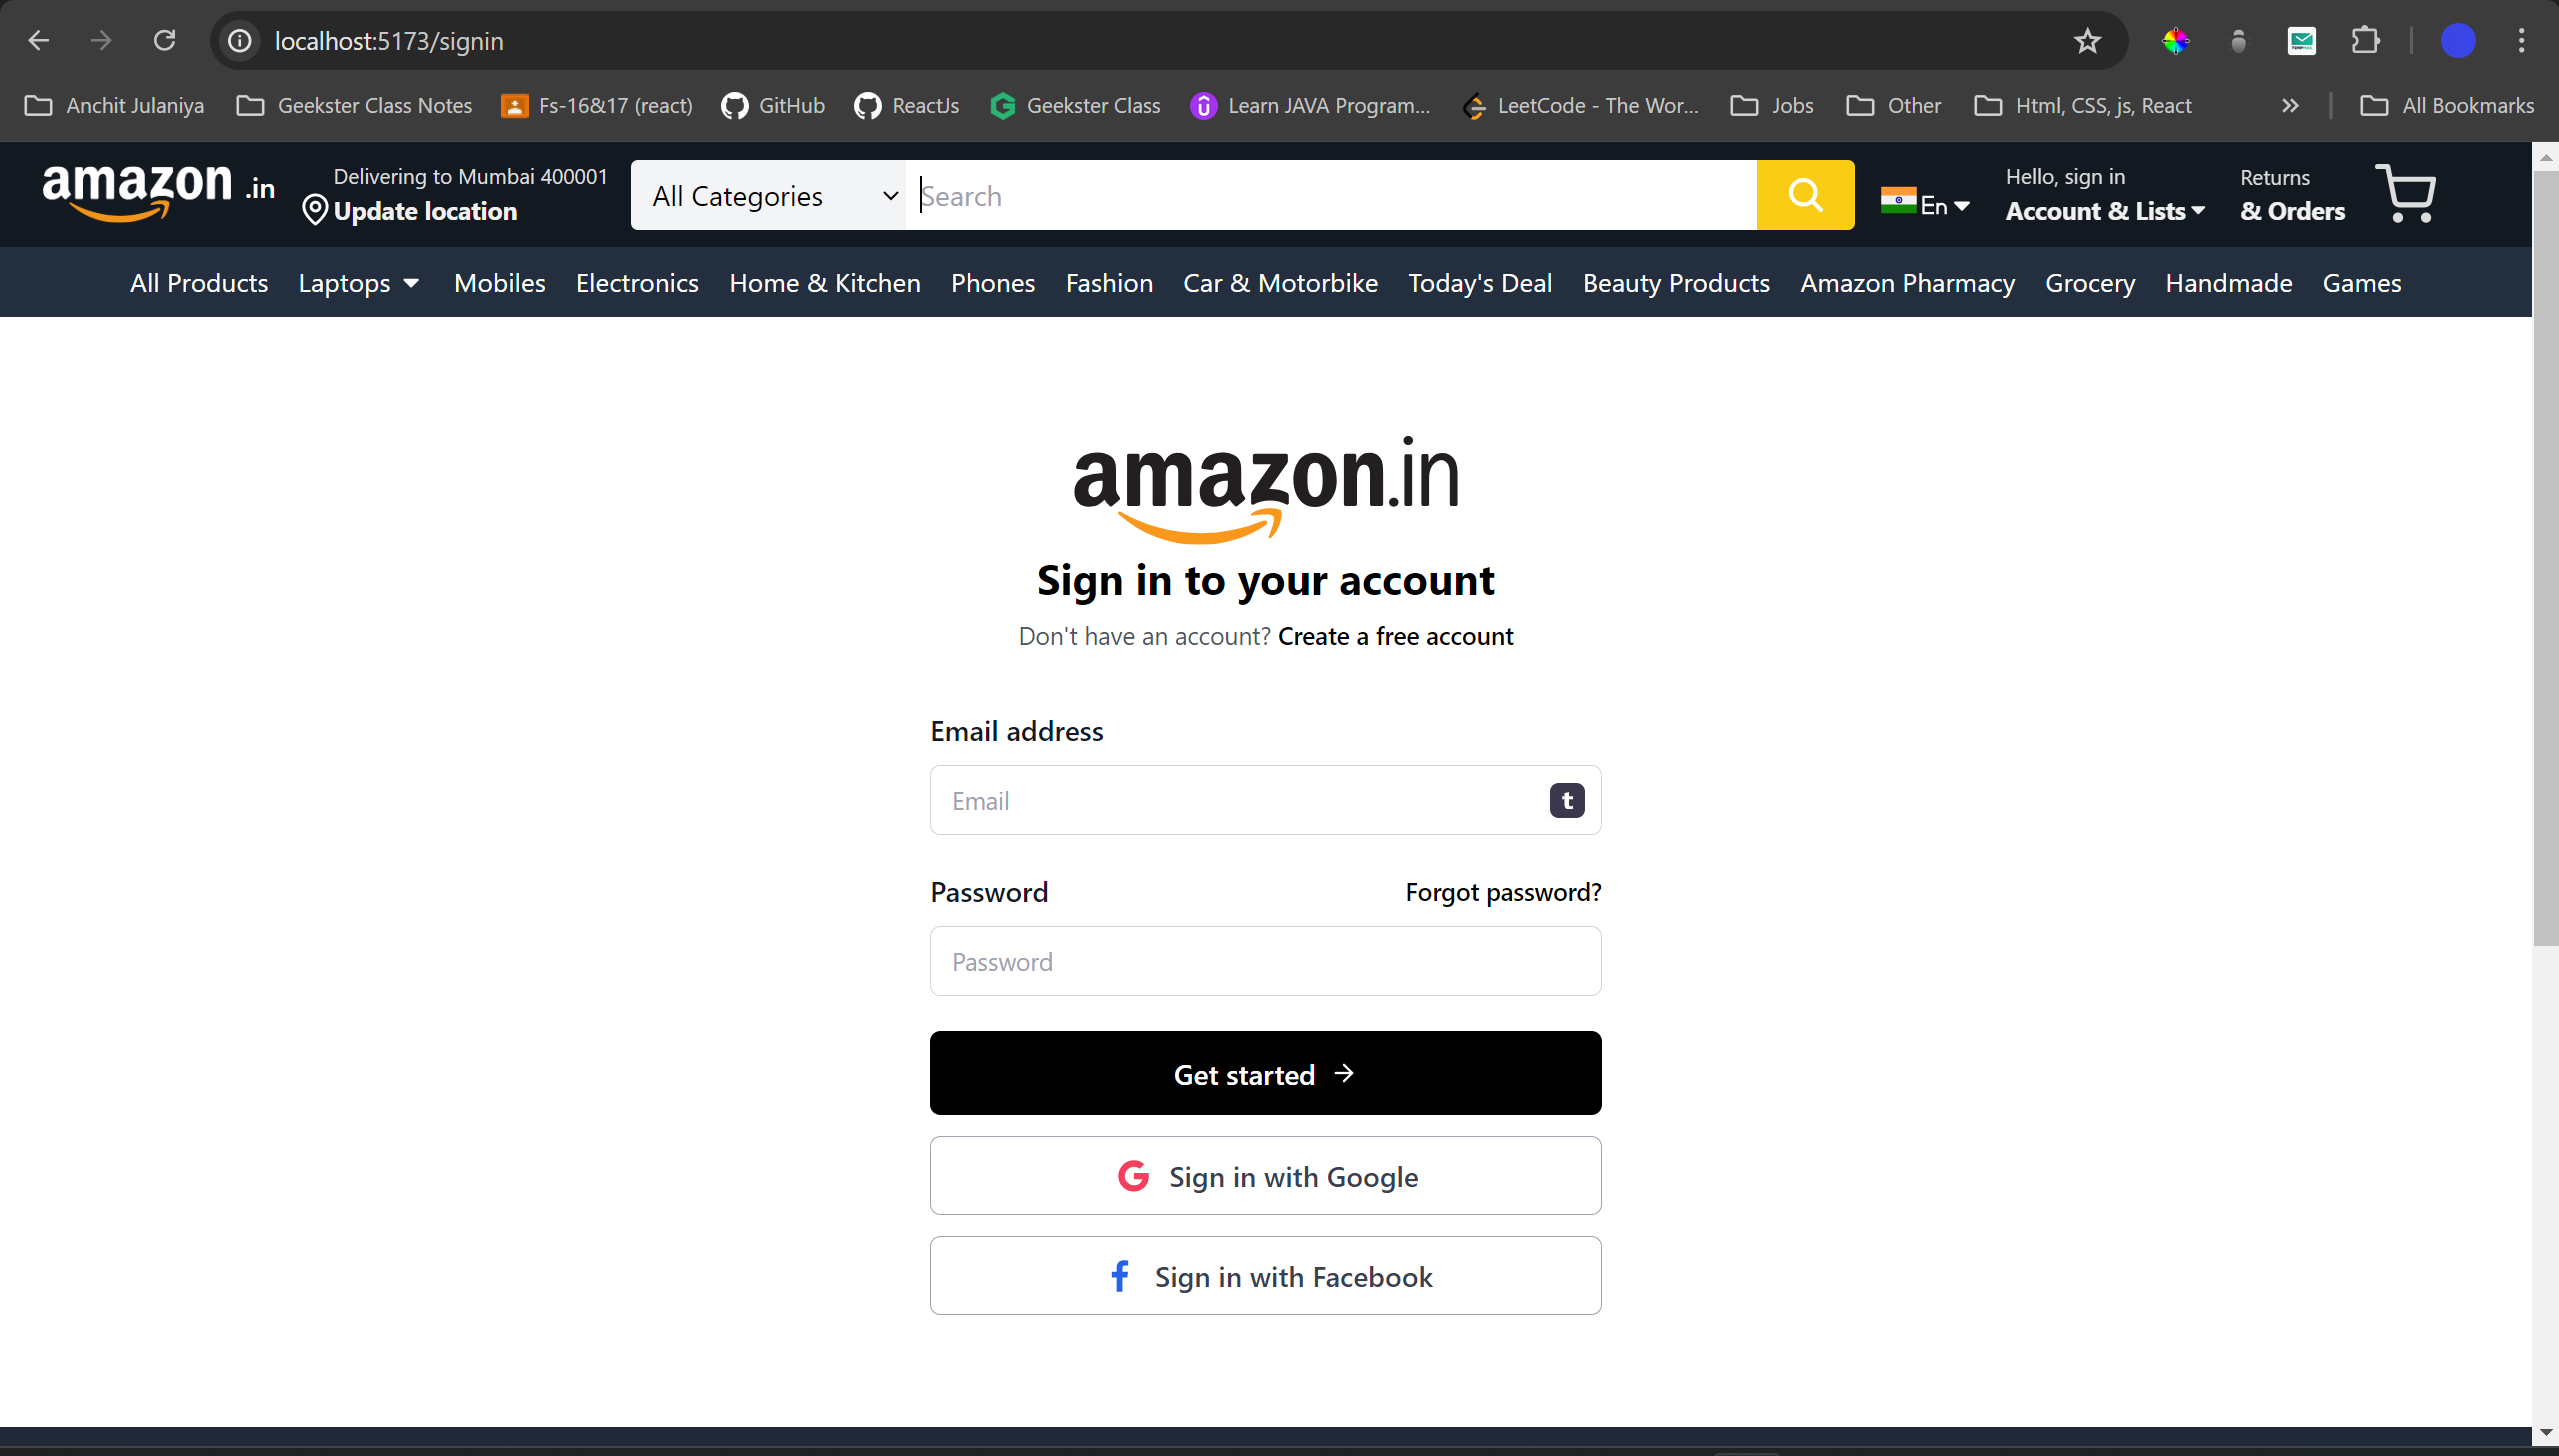 localhost:5173/signin
Anchit Julaniya Geekster Class Notes Fs-16&17 (react) GitHub ReactJs Geekster Class Learn JAVA Program... LeetCode - The Wor... Jobs Other Html, CSS, js, React All Bookmarks
amazon .in
Delivering to Mumbai 400001
Update location
All Categories
Search
En
Hello, sign in
Account & Lists
Returns
& Orders
All Products Laptops Mobiles Electronics Home & Kitchen Phones Fashion Car & Motorbike Today's Deal Beauty Products Amazon Pharmacy Grocery Handmade Games
amazon.in
Sign in to your account
Don't have an account? Create a free account
Email address
Email
t
Password Forgot password?
Password
Get started
Sign in with Google
Sign in with Facebook